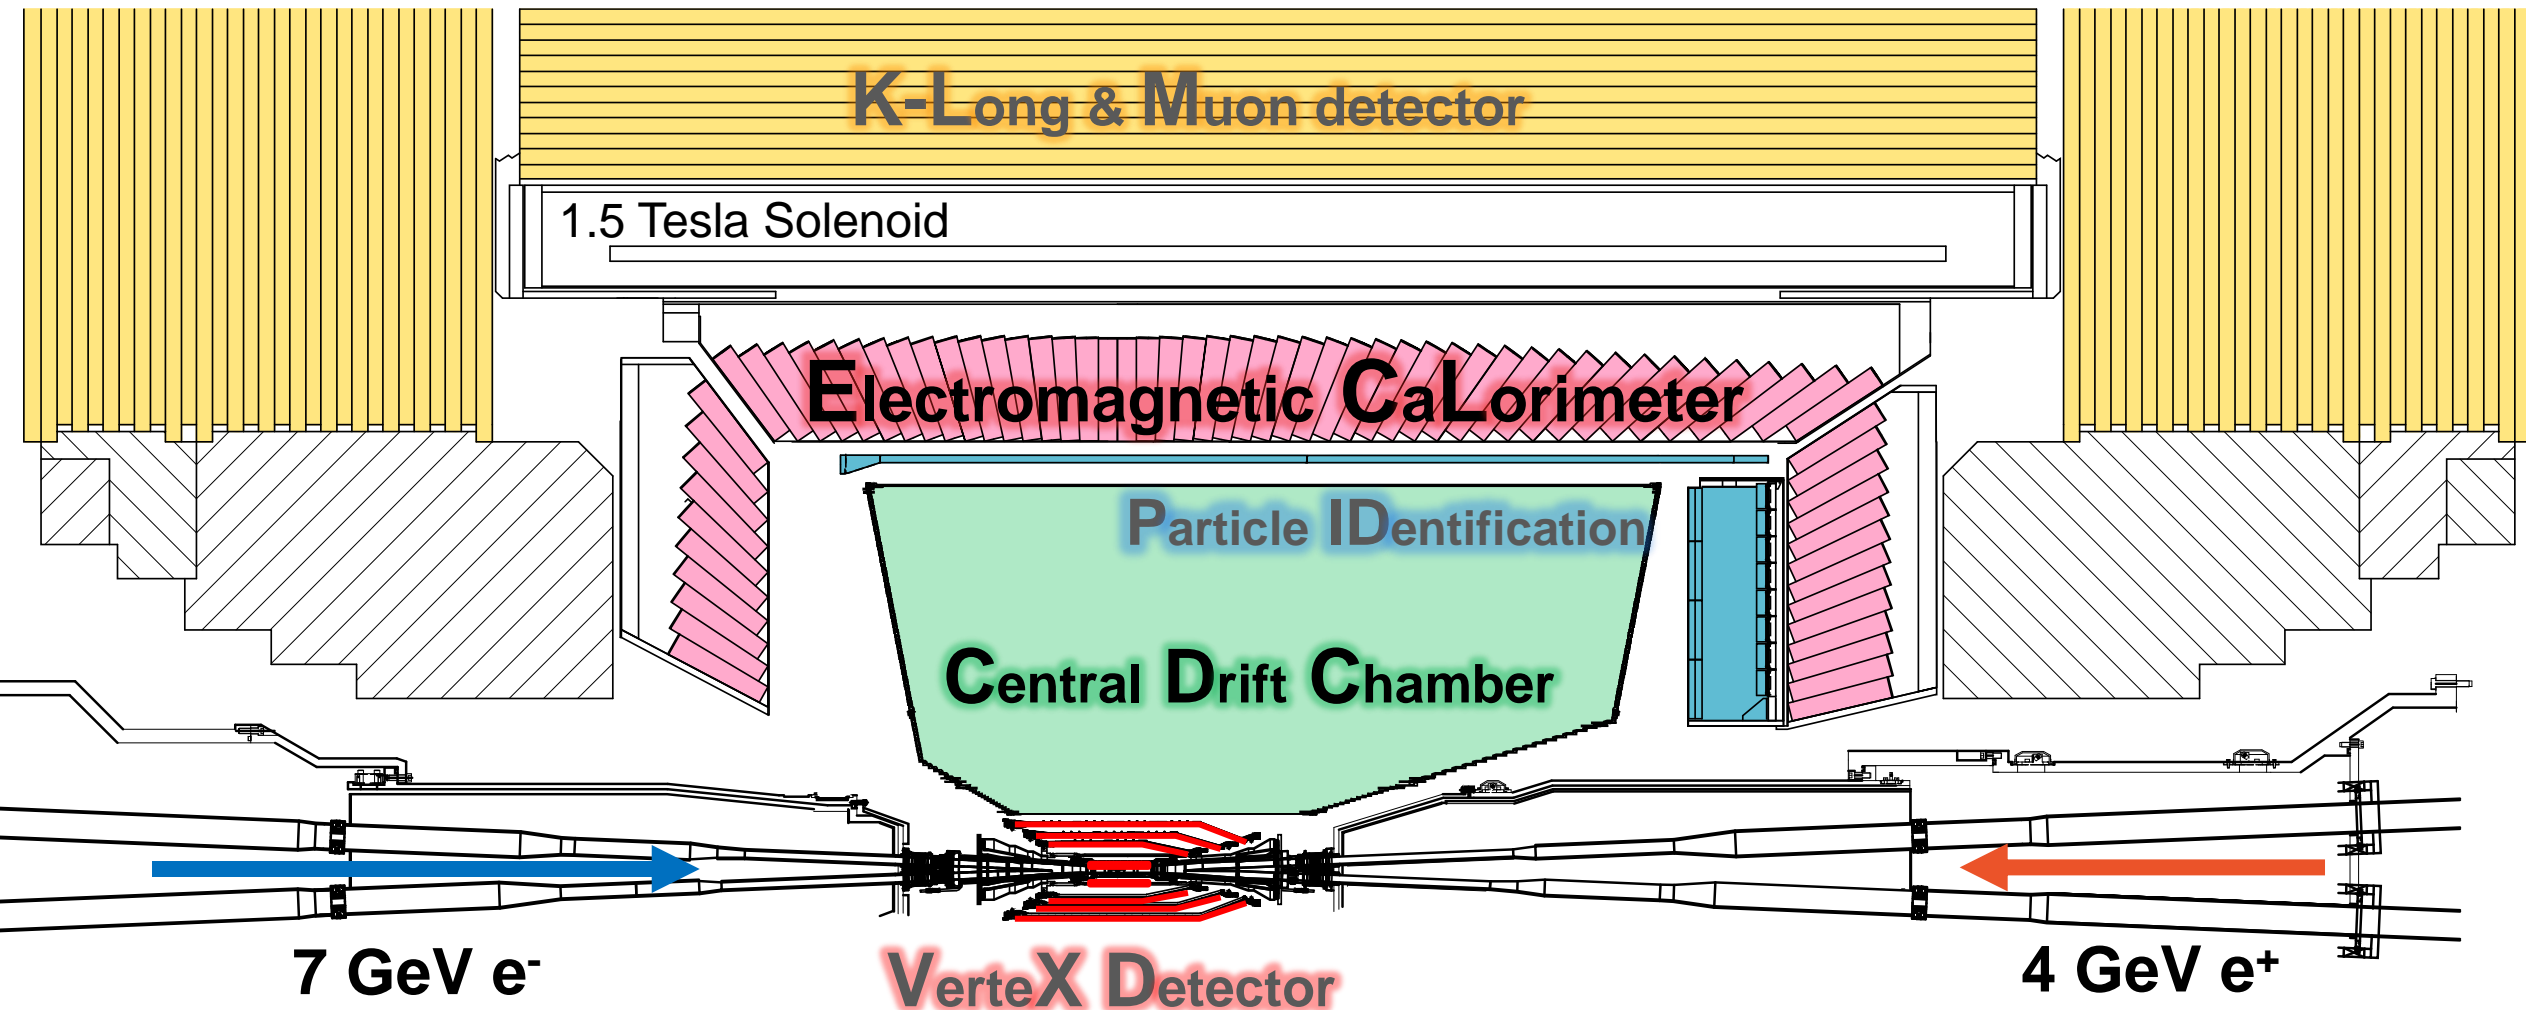 K-Long & Muon detector
1.5 Tesla Solenoid
Electromagnetic CaLorimeter
Particle IDentification
Central Drift Chamber
7 GeV e-
4 GeV e+
VerteX Detector